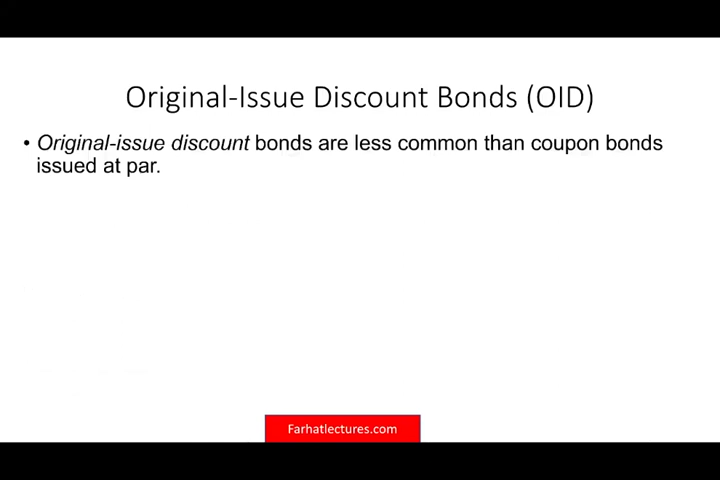 Original-Issue Discount Bonds (OID)
• Original-issue discount bonds are less common than coupon bonds
issued at par.
Farhatlectures.com